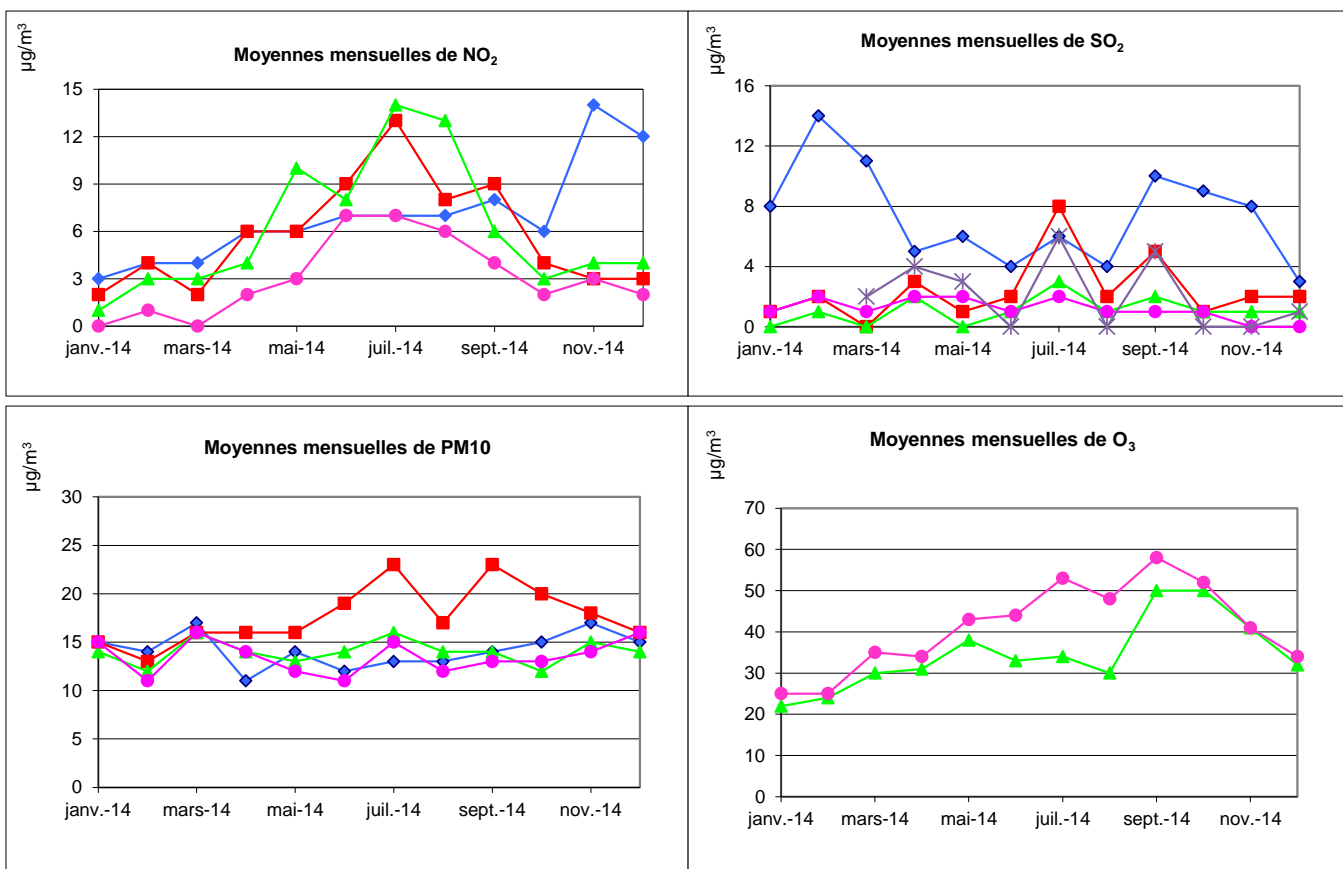 µg/m³
Moyennes mensuelles de NO₂
15
12
9
6
3
0
janv.-14 mars-14 mai-14 juil.-14 sept.-14 nov.-14
µg/m³
Moyennes mensuelles de SO₂
16
12
8
4
0
janv.-14 mars-14 mai-14 juil.-14 sept.-14 nov.-14
µg/m³
Moyennes mensuelles de PM10
30
25
20
15
10
5
0
janv.-14 mars-14 mai-14 juil.-14 sept.-14 nov.-14
µg/m³
Moyennes mensuelles de O₃
70
60
50
40
30
20
10
0
janv.-14 mars-14 mai-14 juil.-14 sept.-14 nov.-14